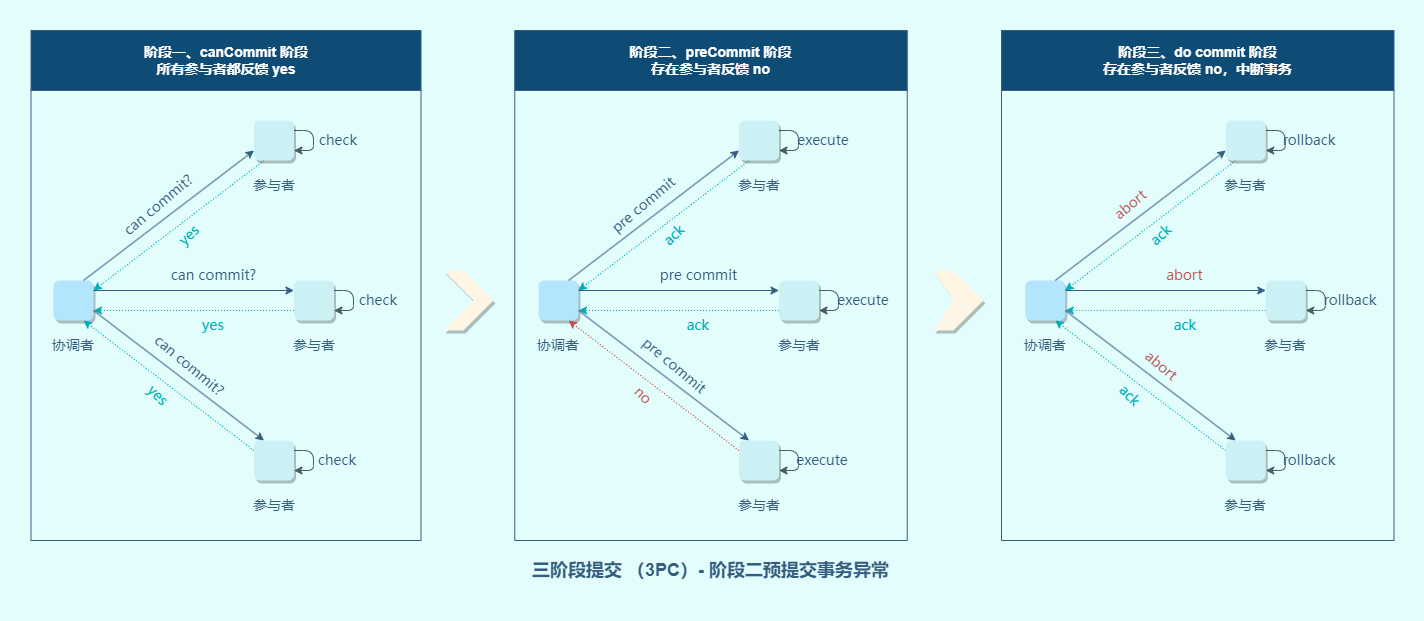 阶段一、canCommit 阶段
所有参与者都反馈 yes
check
参与者
can commit?
yes
can commit?
check
yes
协调者
参与者
can commit?
yes
check
参与者
阶段二、preCommit 阶段
存在参与者反馈 no
execute
参与者
pre commit
ack
pre commit
execute
ack
协调者
参与者
pre commit
no
execute
参与者
阶段三、do commit 阶段
存在参与者反馈 no，中断事务
rollback
参与者
abort
ack
abort
rollback
ack
协调者
参与者
abort
ack
rollback
参与者
三阶段提交 （3PC）- 阶段二预提交事务异常